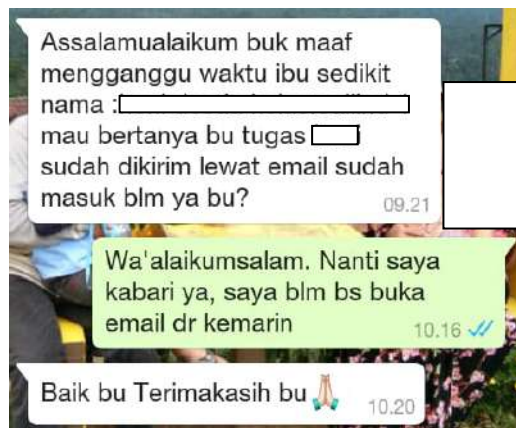 Assalamualaikum buk maaf
mengganggu waktu ibu sedikit
nama :
mau bertanya bu tugas
sudah dikirim lewat email sudah
masuk blm ya bu?
09.21
Wa'alaikumsalam. Nanti saya
kabari ya, saya blm bs buka
email dr kemarin
10.16
Baik bu Terimakasih bu🙏🏻
10.20